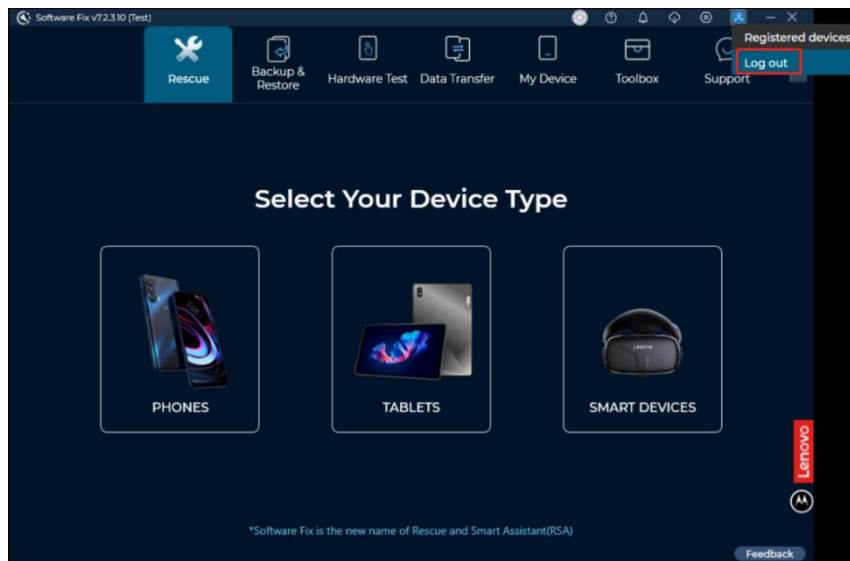 Software Fix v7.2.3.10 (Test)
Registered devices
Log out
Rescue
Backup &
Restore
Hardware Test
Data Transfer
My Device
Toolbox
Support
Select Your Device Type
LEGION
PHONES
TABLETS
SMART DEVICES
Lenovo
*Software Fix is the new name of Rescue and Smart Assistant(RSA)
Feedback